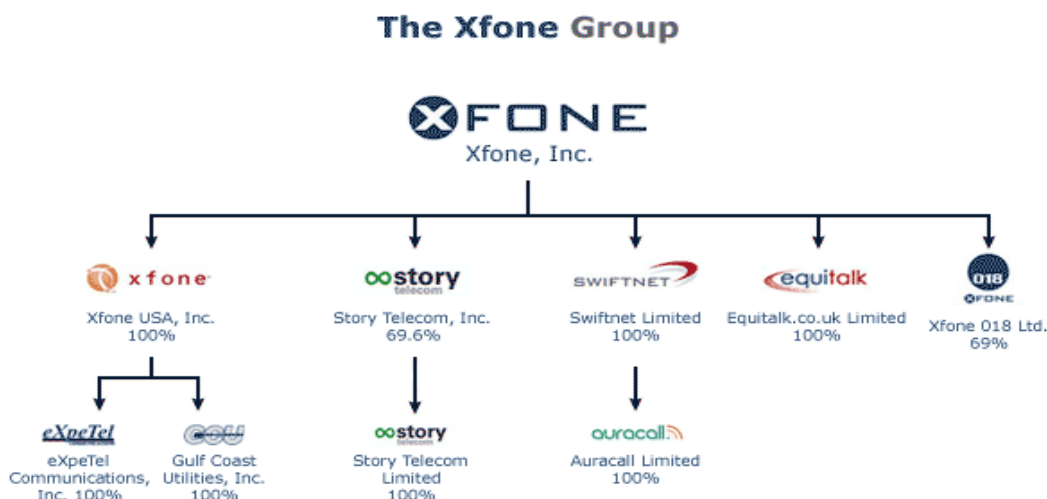 The Xfone Group
XFONE
Xfone, Inc.
xfone
Xfone USA, Inc.
100%
story
telecom
Story Telecom, Inc.
69.6%
SWIFTNET
Swiftnet Limited
100%
equitalk
Equitalk.co.uk Limited
100%
018
XFONE
Xfone 018 Ltd.
69%
eXpeTel
eXpeTel
Communications,
Inc. 100%
GCU
Gulf Coast
Utilities, Inc.
100%
story
telecom
Story Telecom
Limited
100%
auracall
Auracall Limited
100%